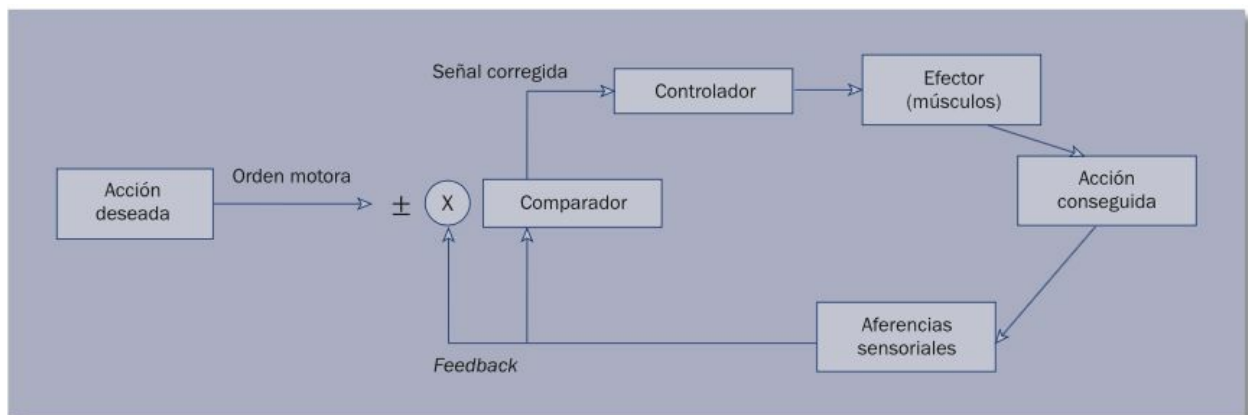 Señal corregida
Controlador
Efector
(músculos)
Acción
deseada
Orden motora
± X
Comparador
Acción
conseguida
Aferencias
sensoriales
Feedback